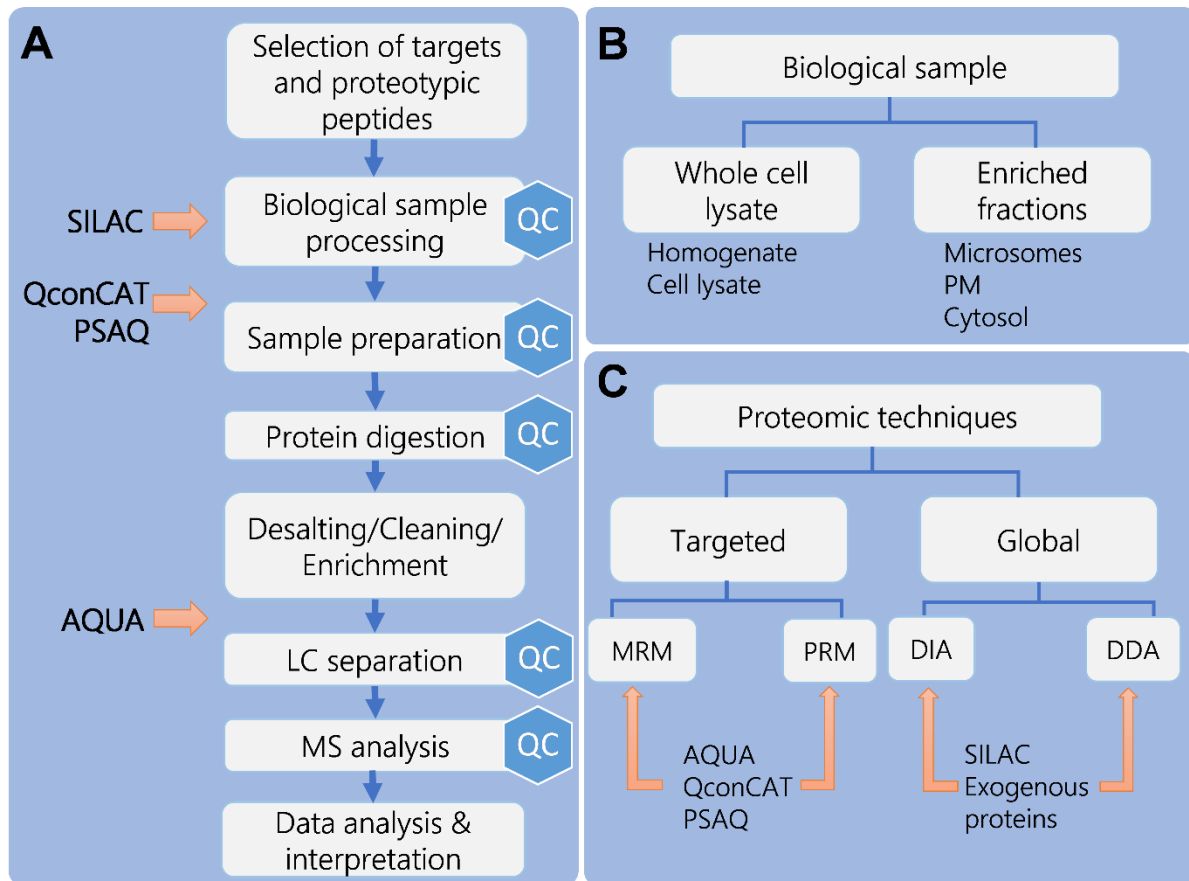 A
Selection of targets
and proteotypic
peptides
SILAC
Biological sample
processing
QC
QconCAT
PSAQ
Sample preparation
QC
Protein digestion
QC
Desalting/Cleaning/
Enrichment
AQUA
LC separation
QC
MS analysis
QC
Data analysis &
interpretation
B
Biological sample
Whole cell
lysate
Homogenate
Cell lysate
Enriched
fractions
Microsomes
PM
Cytosol
C
Proteomic techniques
Targeted
Global
MRM
PRM
DIA
DDA
AQUA
QconCAT
PSAQ
SILAC
Exogenous
proteins